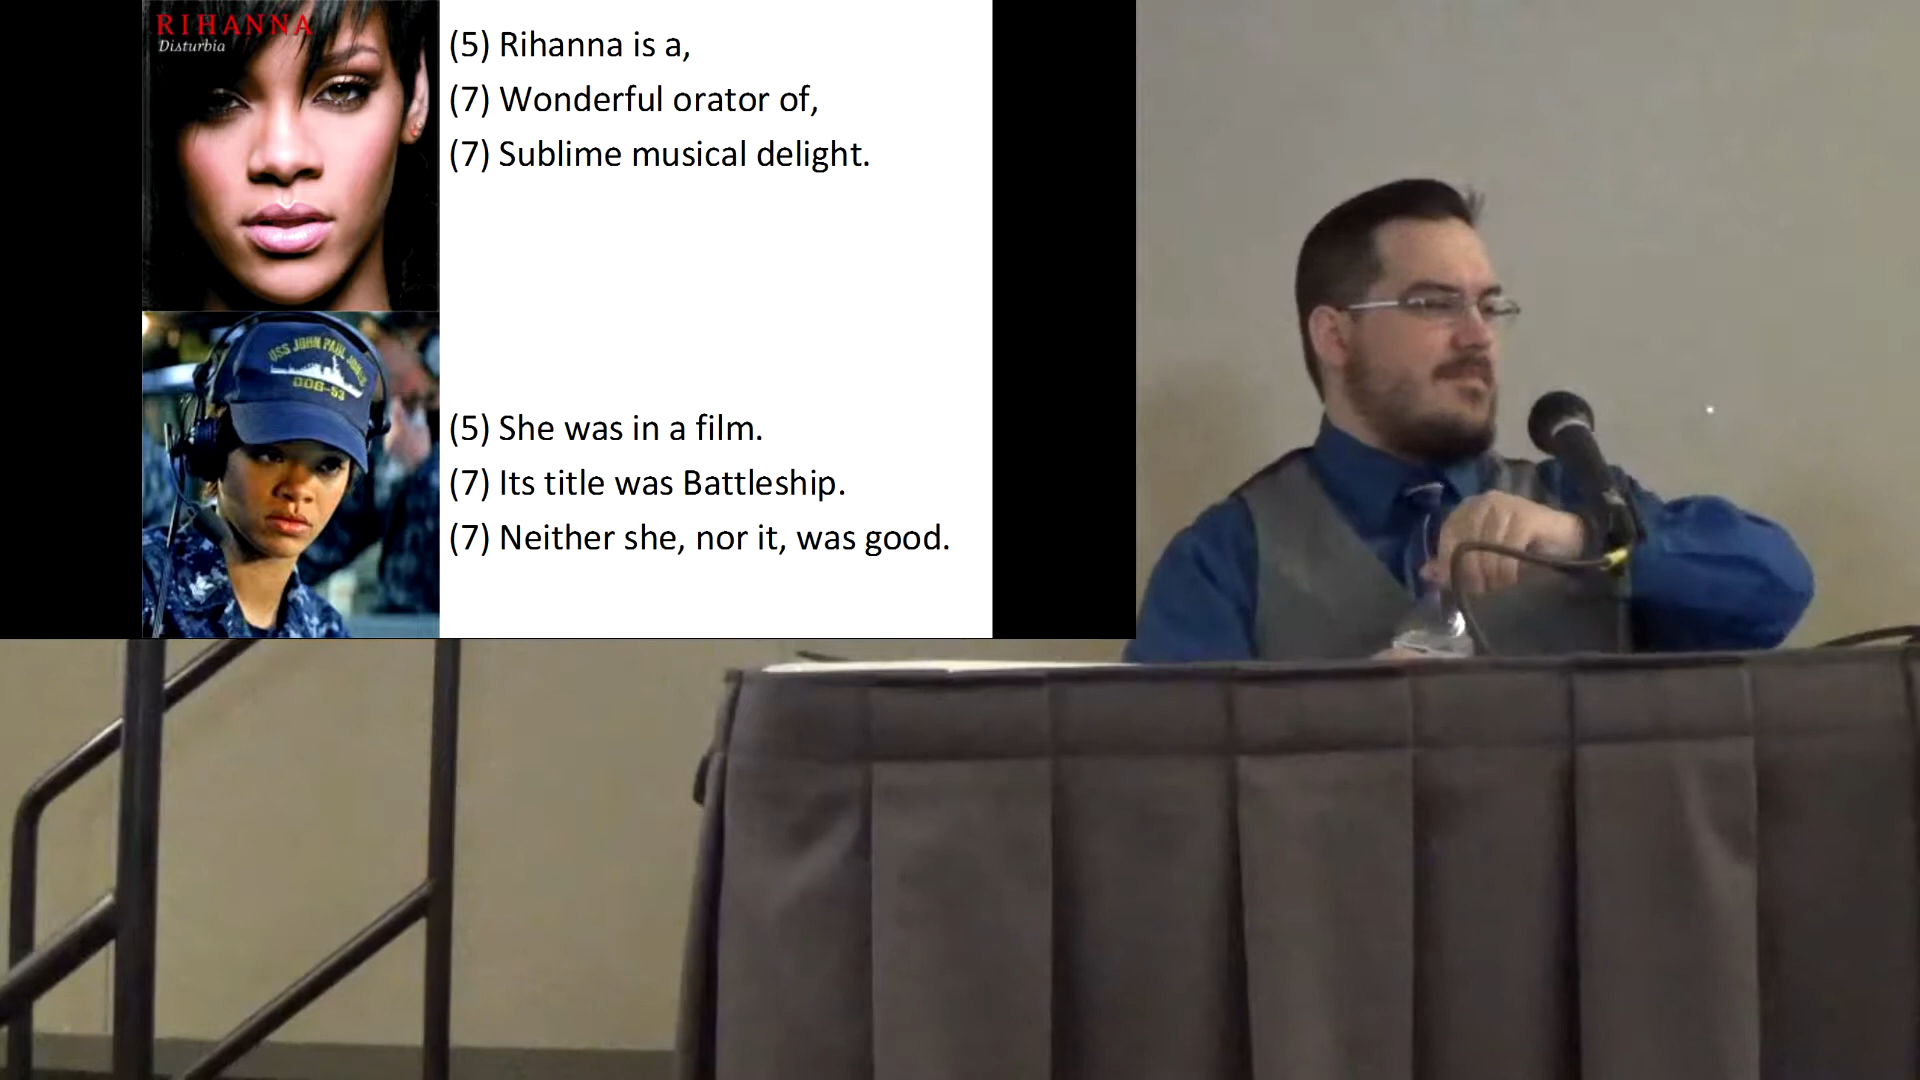 RIHANNA
Disturbia
(5) Rihanna is a,
(7) Wonderful orator of,
(7) Sublime musical delight.
USS JOHN PAUL JONES
DDG-53
(5) She was in a film.
(7) Its title was Battleship.
(7) Neither she, nor it, was good.